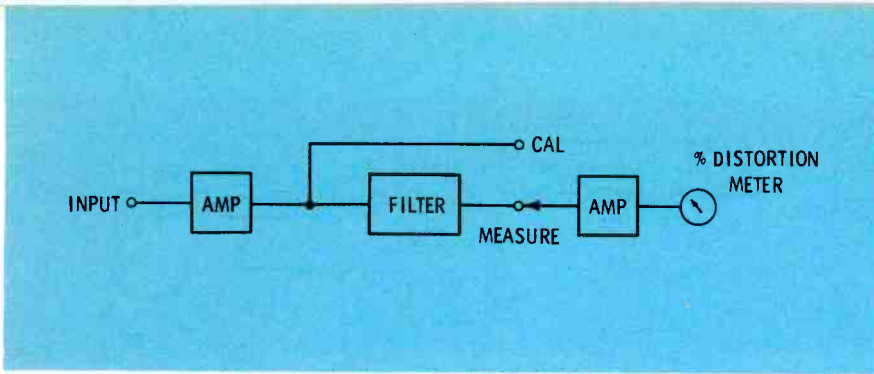 CAL
% DISTORTION
METER
INPUT
AMP
FILTER
AMP
MEASURE